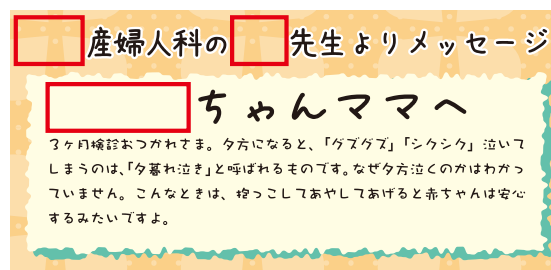 産婦人科の 先生よりメッセージ
ちゃんママへ
3ヶ月検診おつかれさま。夕方になると、「グズグズ」「シクシク」泣いて
しまうのは、「夕暮れ泣き」と呼ばれるものです。なぜ夕方泣くのかはわかっ
ていません。こんなときは、抱っこしてあやしてあげると赤ちゃんは安心
するみたいですよ。